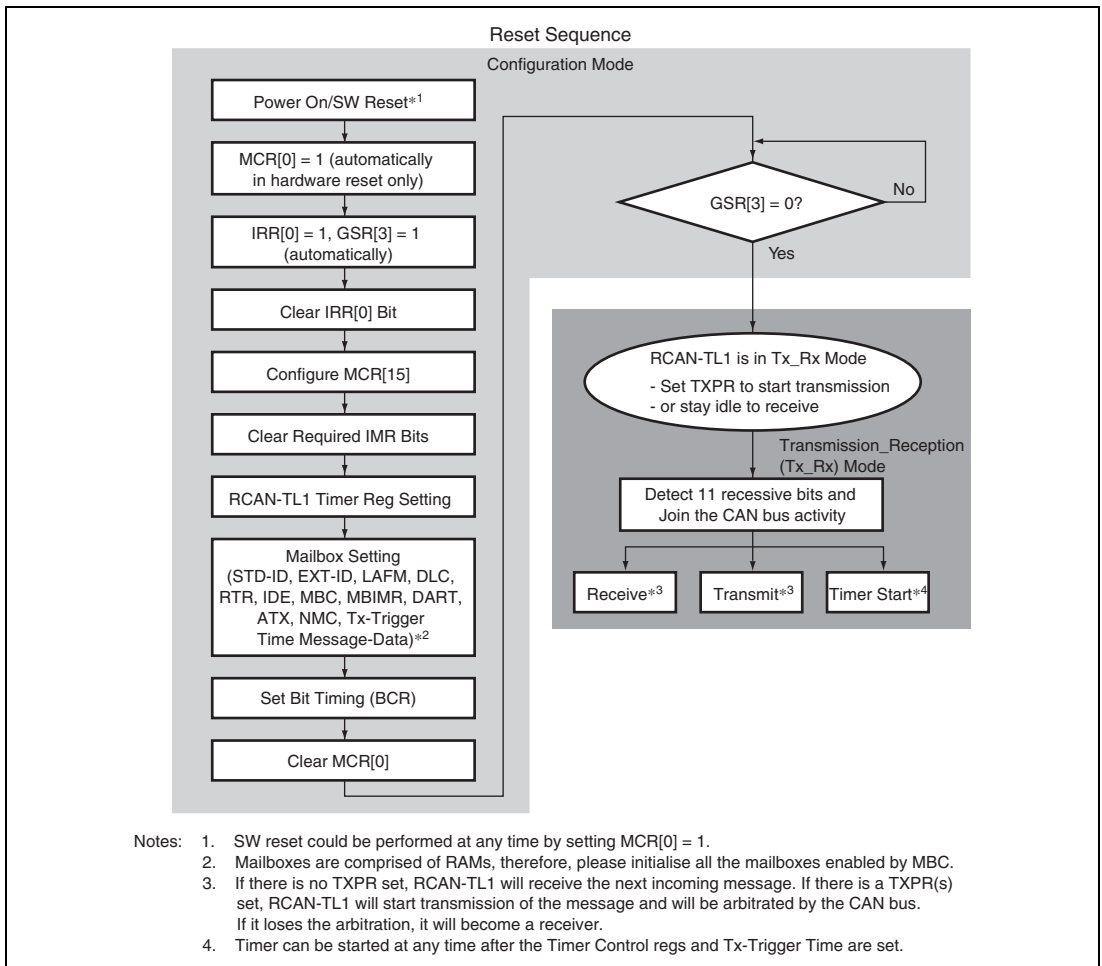 Reset Sequence
Configuration Mode
Power On/SW Reset*1
MCR[0] = 1 (automatically
in hardware reset only)
IRR[0] = 1, GSR[3] = 1
(automatically)
Clear IRR[0] Bit
Configure MCR[15]
Clear Required IMR Bits
RCAN-TL1 Timer Reg Setting
Mailbox Setting
(STD-ID, EXT-ID, LAFM, DLC,
RTR, IDE, MBC, MBIMR, DART,
ATX, NMC, Tx-Trigger
Time Message-Data)*2
Set Bit Timing (BCR)
Clear MCR[0]
GSR[3] = 0?
No
Yes
RCAN-TL1 is in Tx_Rx Mode
- Set TXPR to start transmission
- or stay idle to receive
Transmission_Reception
(Tx_Rx) Mode
Detect 11 recessive bits and
Join the CAN bus activity
Receive*3
Transmit*3
Timer Start*4
Notes: 1. SW reset could be performed at any time by setting MCR[0] = 1.
2. Mailboxes are comprised of RAMs, therefore, please initialise all the mailboxes enabled by MBC.
3. If there is no TXPR set, RCAN-TL1 will receive the next incoming message. If there is a TXPR(s)
set, RCAN-TL1 will start transmission of the message and will be arbitrated by the CAN bus.
If it loses the arbitration, it will become a receiver.
4. Timer can be started at any time after the Timer Control regs and Tx-Trigger Time are set.